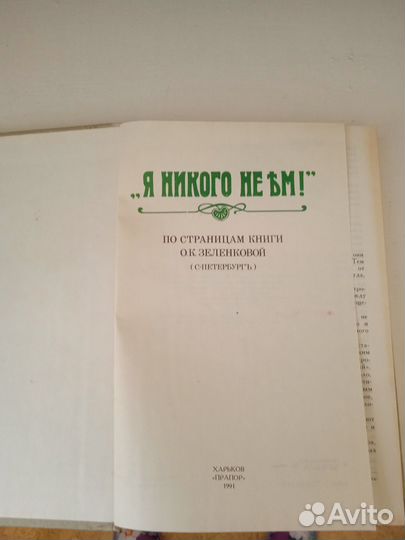 „Я НИКОГО НЕ ѢМ!"
ПО СТРАНИЦАМ КНИГИ
О.К. ЗЕЛЕНКОВОЙ
(С-ПЕТЕРБУРГЪ)
ХАРЬКОВ
«ПРАПОР»
1991
Avito